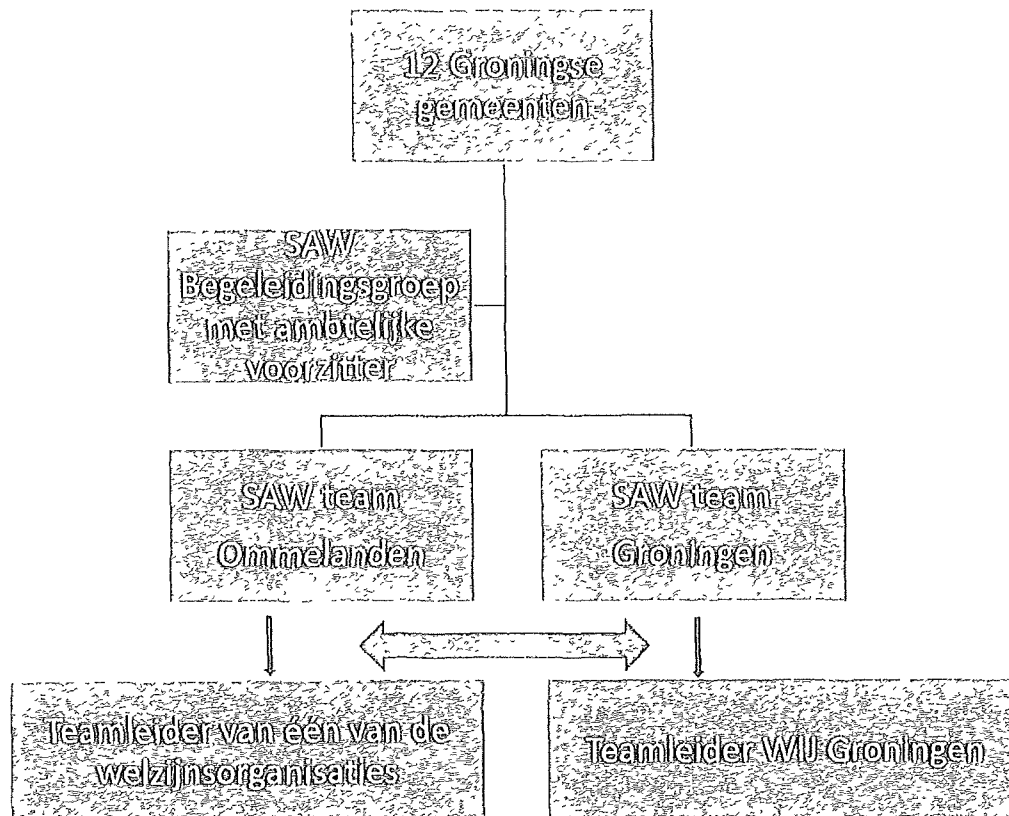 12 Groningse
gemeenten
SAW
Begeleidingsgroep
met ambtelijke
voorzitter
SAW team
Ommelanden
SAW team
Groningen
Teamleider van één van de
welzijnsorganisaties
Teamleider WIJ Groningen